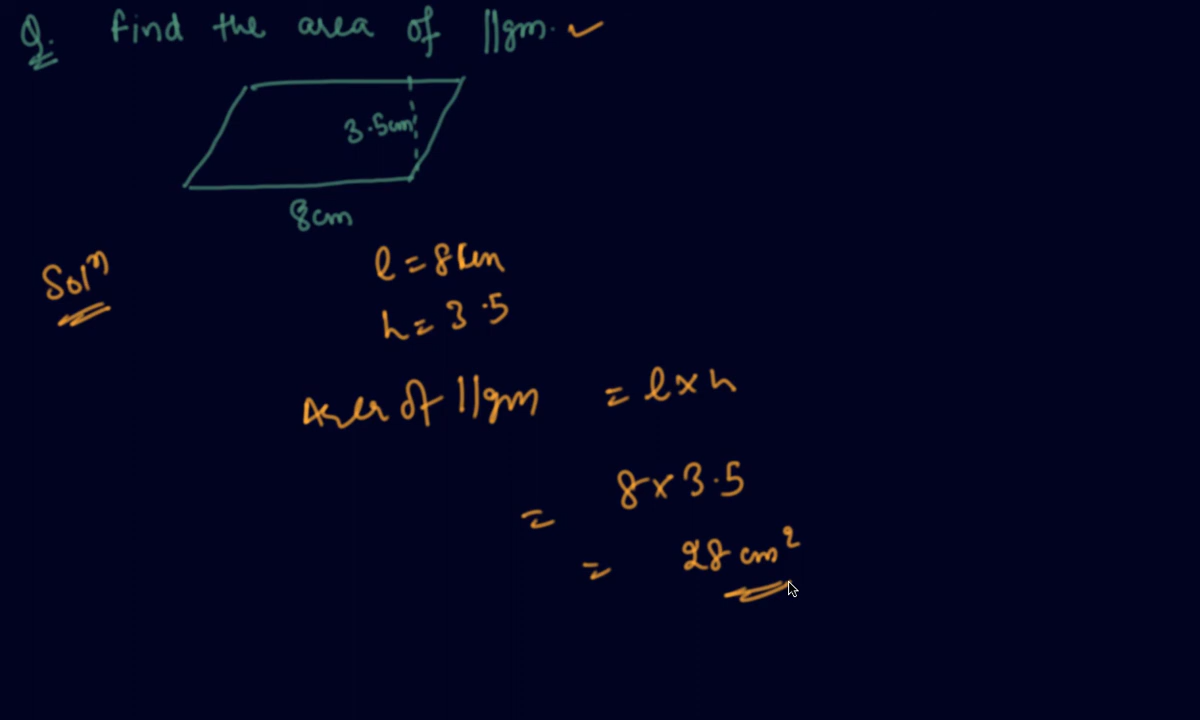 Q. find the area of ||gm.
3.5cm
8cm
Solⁿ
l = 8cm
h = 3.5
Area of ||gm = l × h
= 8 × 3.5
= 28 cm²